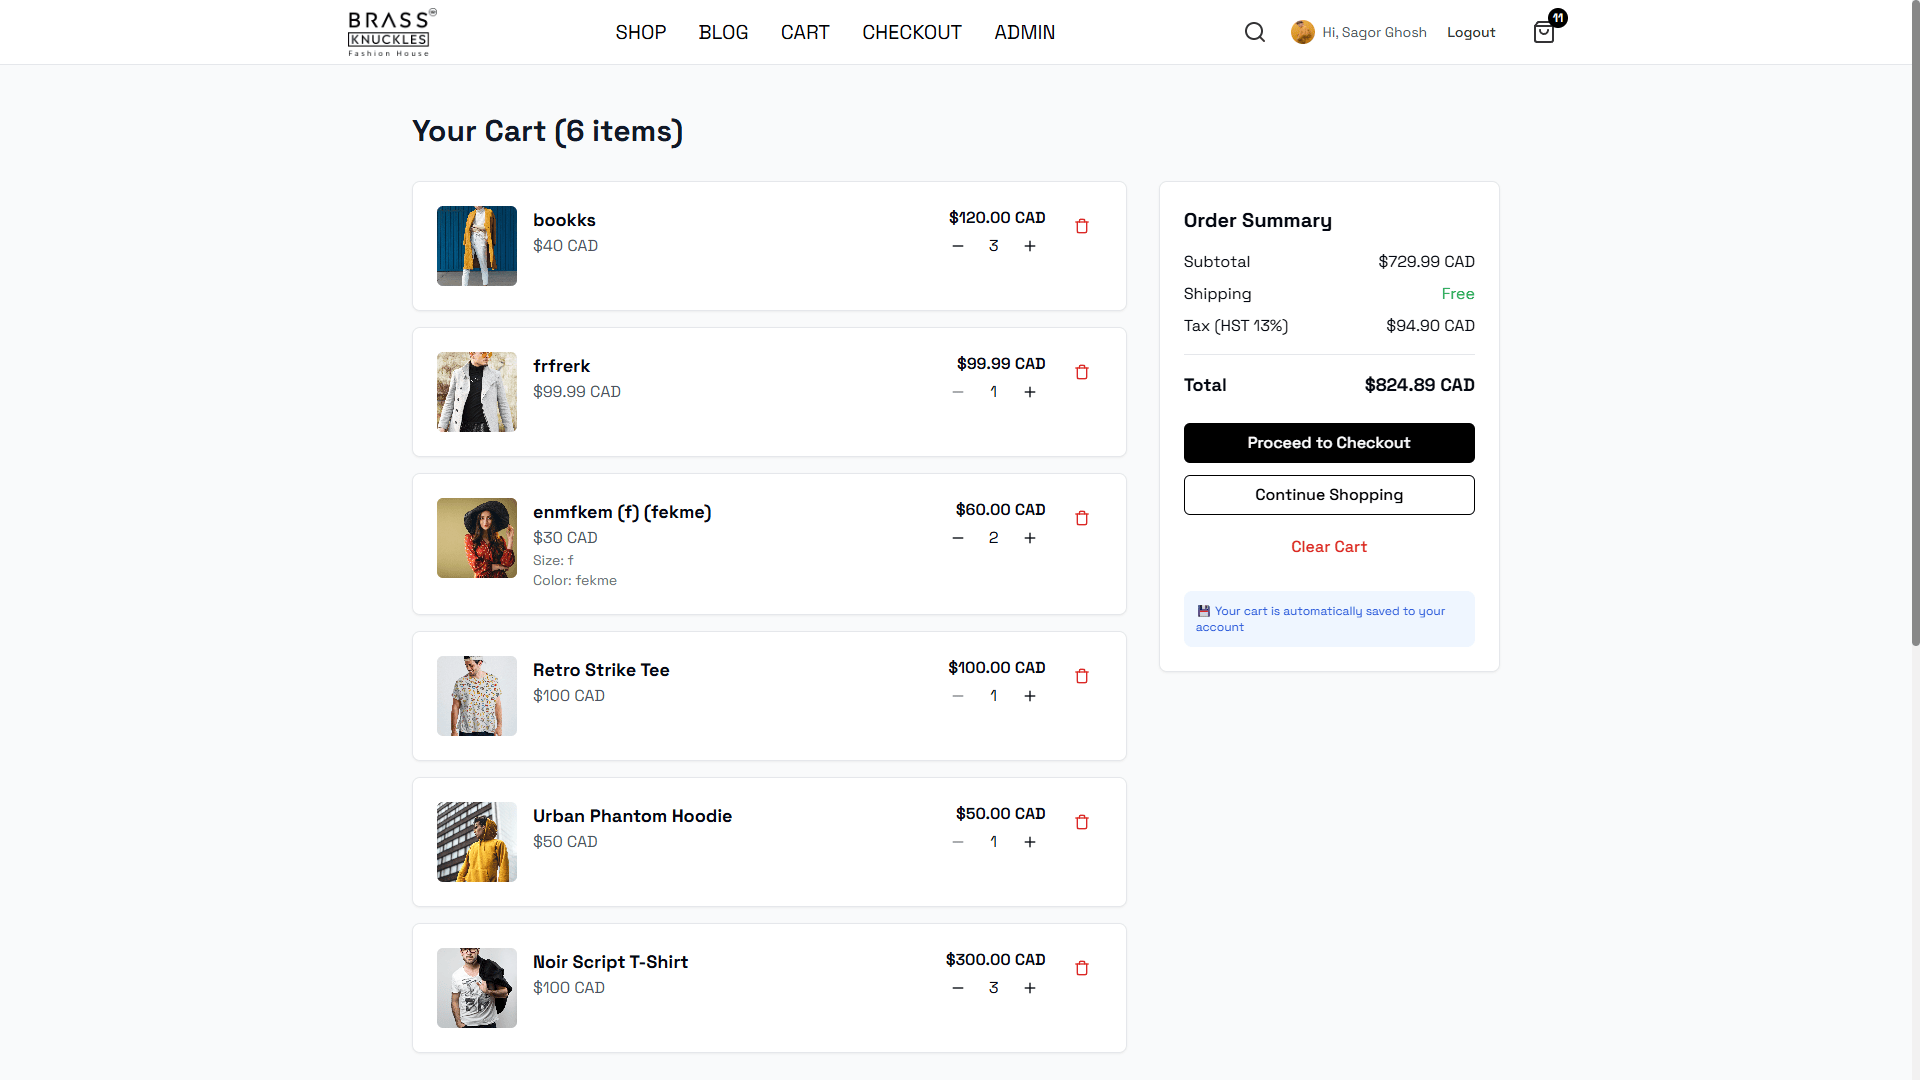 BRASS®
KNUCKLES
Fashion House
SHOP
BLOG
CART
CHECKOUT
ADMIN
Hi, Sagor Ghosh
Logout
11
Your Cart (6 items)
bookks
$40 CAD
$120.00 CAD
− 3 +
frfrerk
$99.99 CAD
$99.99 CAD
− 1 +
enmfkem (f) (fekme)
$30 CAD
Size: f
Color: fekme
$60.00 CAD
− 2 +
Retro Strike Tee
$100 CAD
$100.00 CAD
− 1 +
Urban Phantom Hoodie
$50 CAD
$50.00 CAD
− 1 +
Noir Script T-Shirt
$100 CAD
$300.00 CAD
− 3 +
Order Summary
Subtotal $729.99 CAD
Shipping Free
Tax (HST 13%) $94.90 CAD
Total $824.89 CAD
Proceed to Checkout
Continue Shopping
Clear Cart
💾 Your cart is automatically saved to your
account